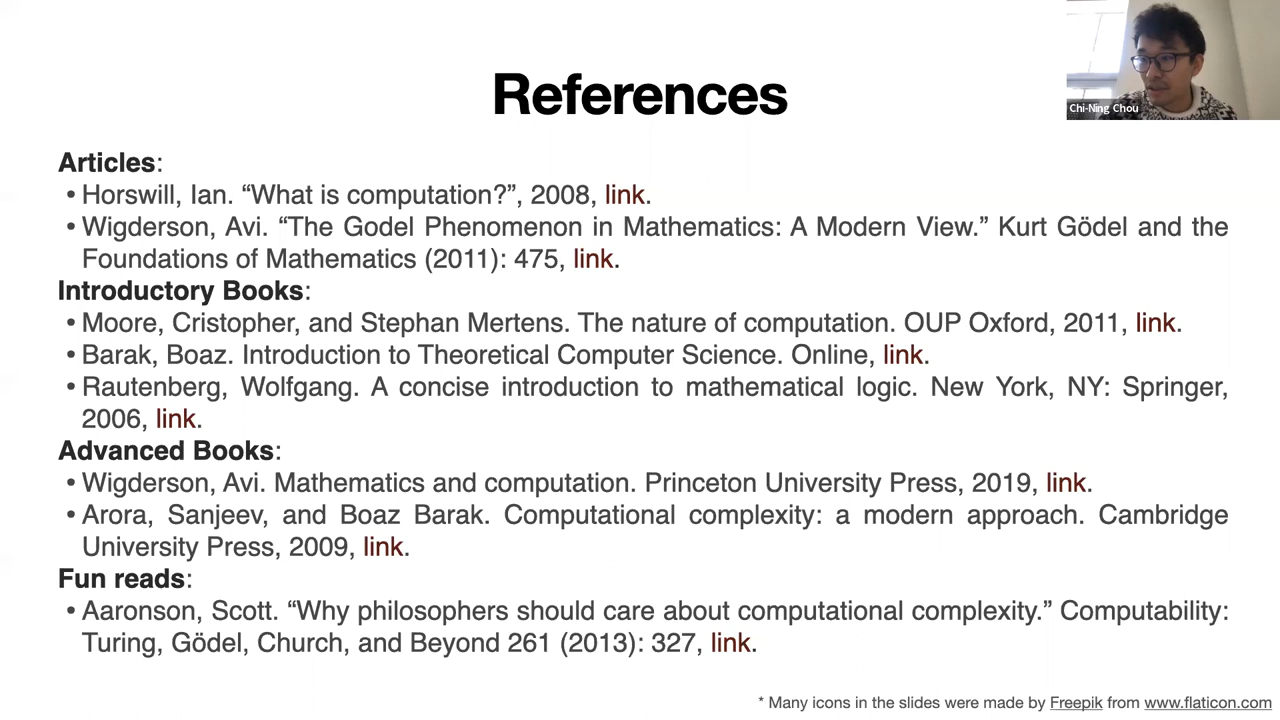 References
Chi-Ning Chou
Articles:
• Horswill, Ian. “What is computation?”, 2008, link.
• Wigderson, Avi. “The Godel Phenomenon in Mathematics: A Modern View.” Kurt Gödel and the
Foundations of Mathematics (2011): 475, link.
Introductory Books:
• Moore, Cristopher, and Stephan Mertens. The nature of computation. OUP Oxford, 2011, link.
• Barak, Boaz. Introduction to Theoretical Computer Science. Online, link.
• Rautenberg, Wolfgang. A concise introduction to mathematical logic. New York, NY: Springer,
2006, link.
Advanced Books:
• Wigderson, Avi. Mathematics and computation. Princeton University Press, 2019, link.
• Arora, Sanjeev, and Boaz Barak. Computational complexity: a modern approach. Cambridge
University Press, 2009, link.
Fun reads:
• Aaronson, Scott. “Why philosophers should care about computational complexity.” Computability:
Turing, Gödel, Church, and Beyond 261 (2013): 327, link.
* Many icons in the slides were made by Freepik from www.flaticon.com